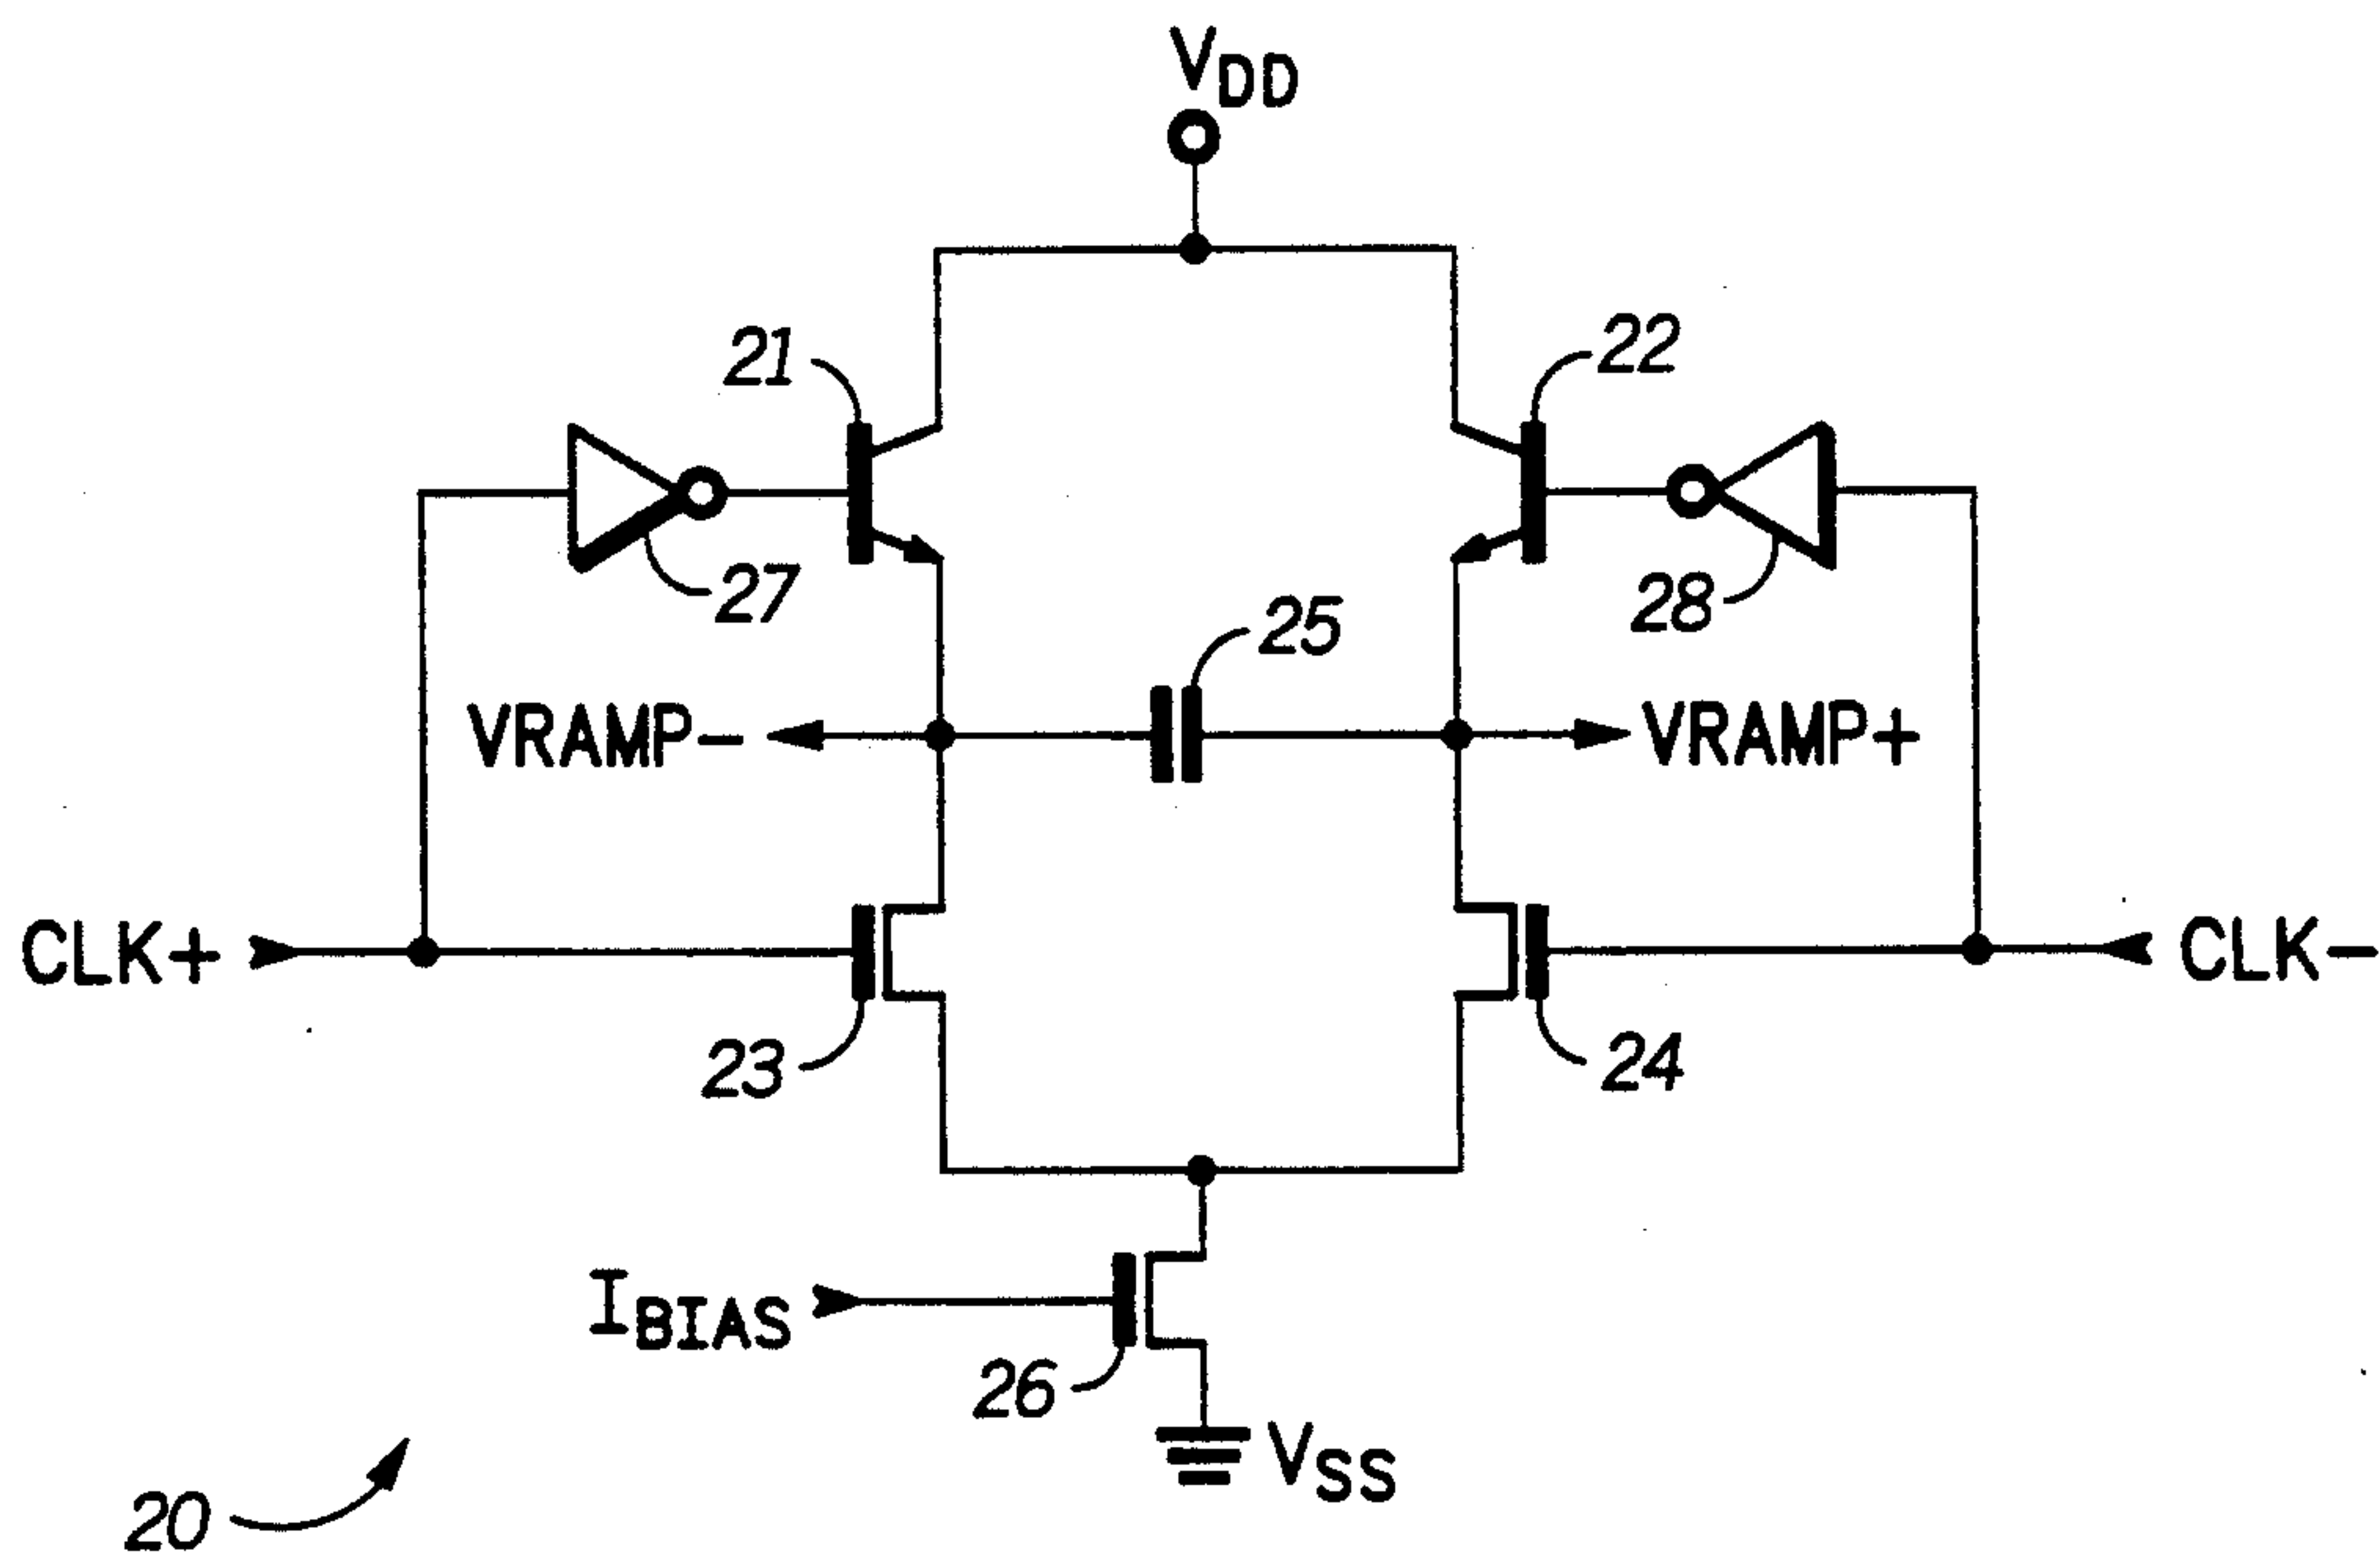 VDD
21
22
27
28
25
VRAMP-
VRAMP+
CLK+
CLK-
23
24
IBIAS
26
VSS
20